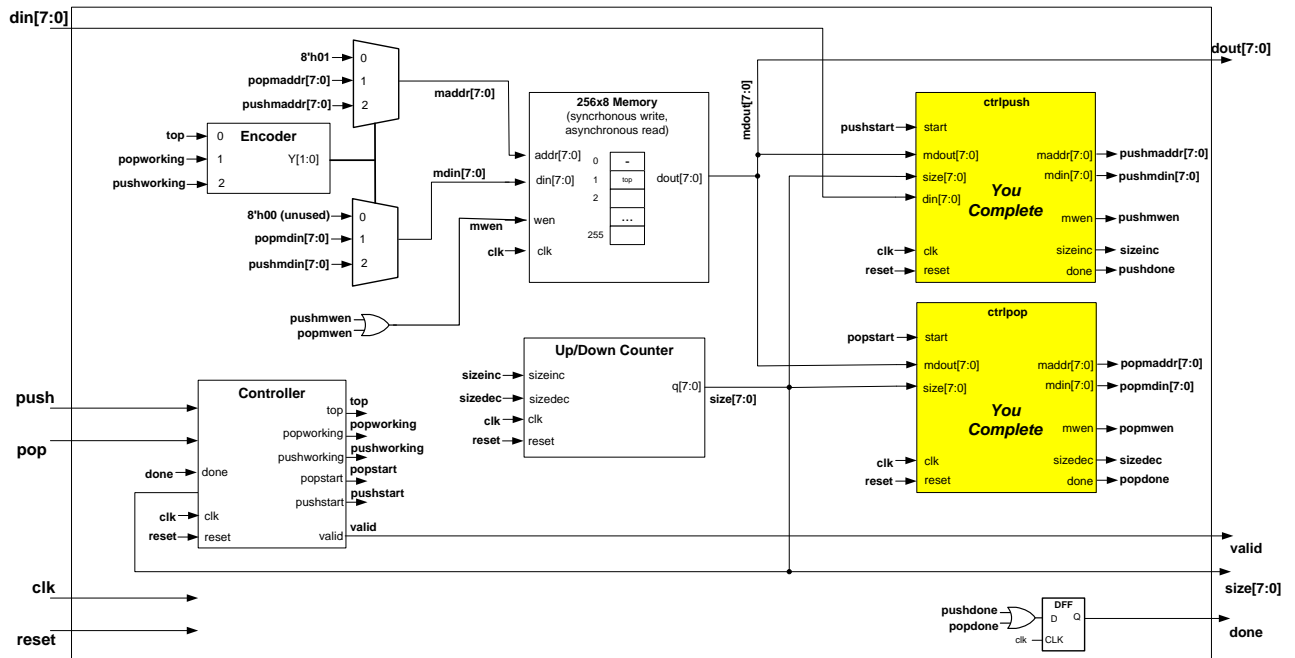 din[7:0]
dout[7:0]
8'h01
0
popmaddr[7:0]
1
pushmaddr[7:0]
2
maddr[7:0]
top
0
Encoder
popworking
1
Y[1:0]
pushworking
2
mdin[7:0]
8'h00 (unused)
0
popmdin[7:0]
1
pushmdin[7:0]
2
mwen
clk
pushmwen
popmwen
256x8 Memory
(syncrhonous write,
asynchronous read)
addr[7:0]
0
-
din[7:0]
1
top
dout[7:0]
2
wen
...
255
clk
mdout[7:0]
ctrlpush
pushstart
start
mdout[7:0]
maddr[7:0]
pushmaddr[7:0]
size[7:0]
mdin[7:0]
pushmdin[7:0]
din[7:0]
You
Complete
mwen
pushmwen
clk
clk
sizeinc
sizeinc
reset
reset
done
pushdone
ctrlpop
popstart
start
mdout[7:0]
maddr[7:0]
popmaddr[7:0]
size[7:0]
mdin[7:0]
popmdin[7:0]
You
Complete
mwen
popmwen
clk
clk
sizedec
sizedec
reset
reset
done
popdone
Up/Down Counter
sizeinc
sizeinc
q[7:0]
sizedec
sizedec
size[7:0]
clk
clk
reset
reset
push
pop
Controller
top
top
popworking
popworking
pushworking
pushworking
done
done
popstart
popstart
pushstart
pushstart
clk
clk
reset
reset
valid
valid
valid
size[7:0]
clk
reset
pushdone
popdone
DFF
D
Q
clk
CLK
done